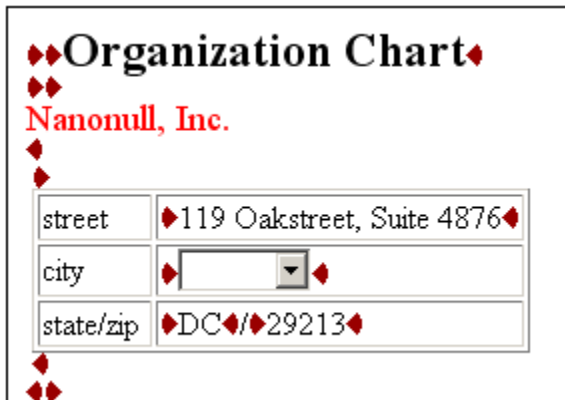 Organization Chart
Nanonull, Inc.
street 119 Oakstreet, Suite 4876
city
state/zip DC/29213